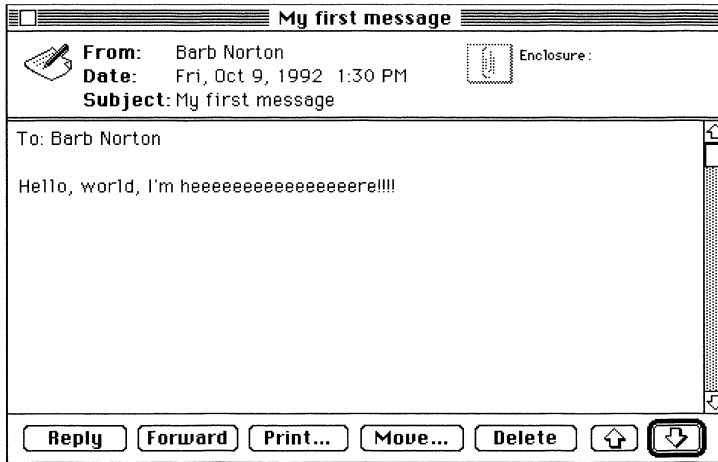 My first message
From: Barb Norton
Enclosure:
Date: Fri, Oct 9, 1992 1:30 PM
Subject: My first message
To: Barb Norton
Hello, world, I'm heeeeeeeeeeeeeeeere!!!!
Reply Forward Print... Move... Delete